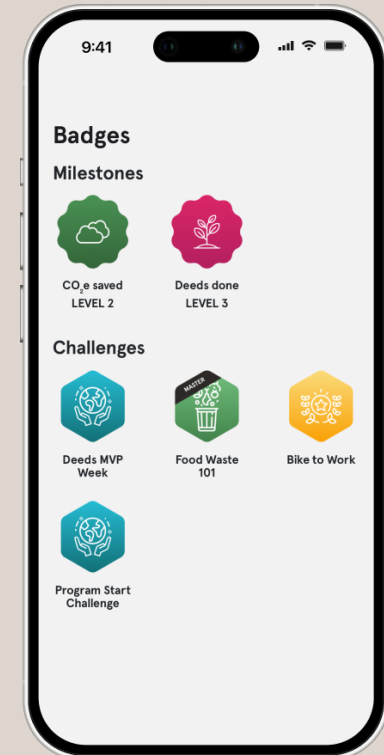 9:41
Badges
Milestones
CO₂e saved
LEVEL 2
Deeds done
LEVEL 3
Challenges
MASTER
Deeds MVP
Week
Food Waste
101
Bike to Work
Program Start
Challenge